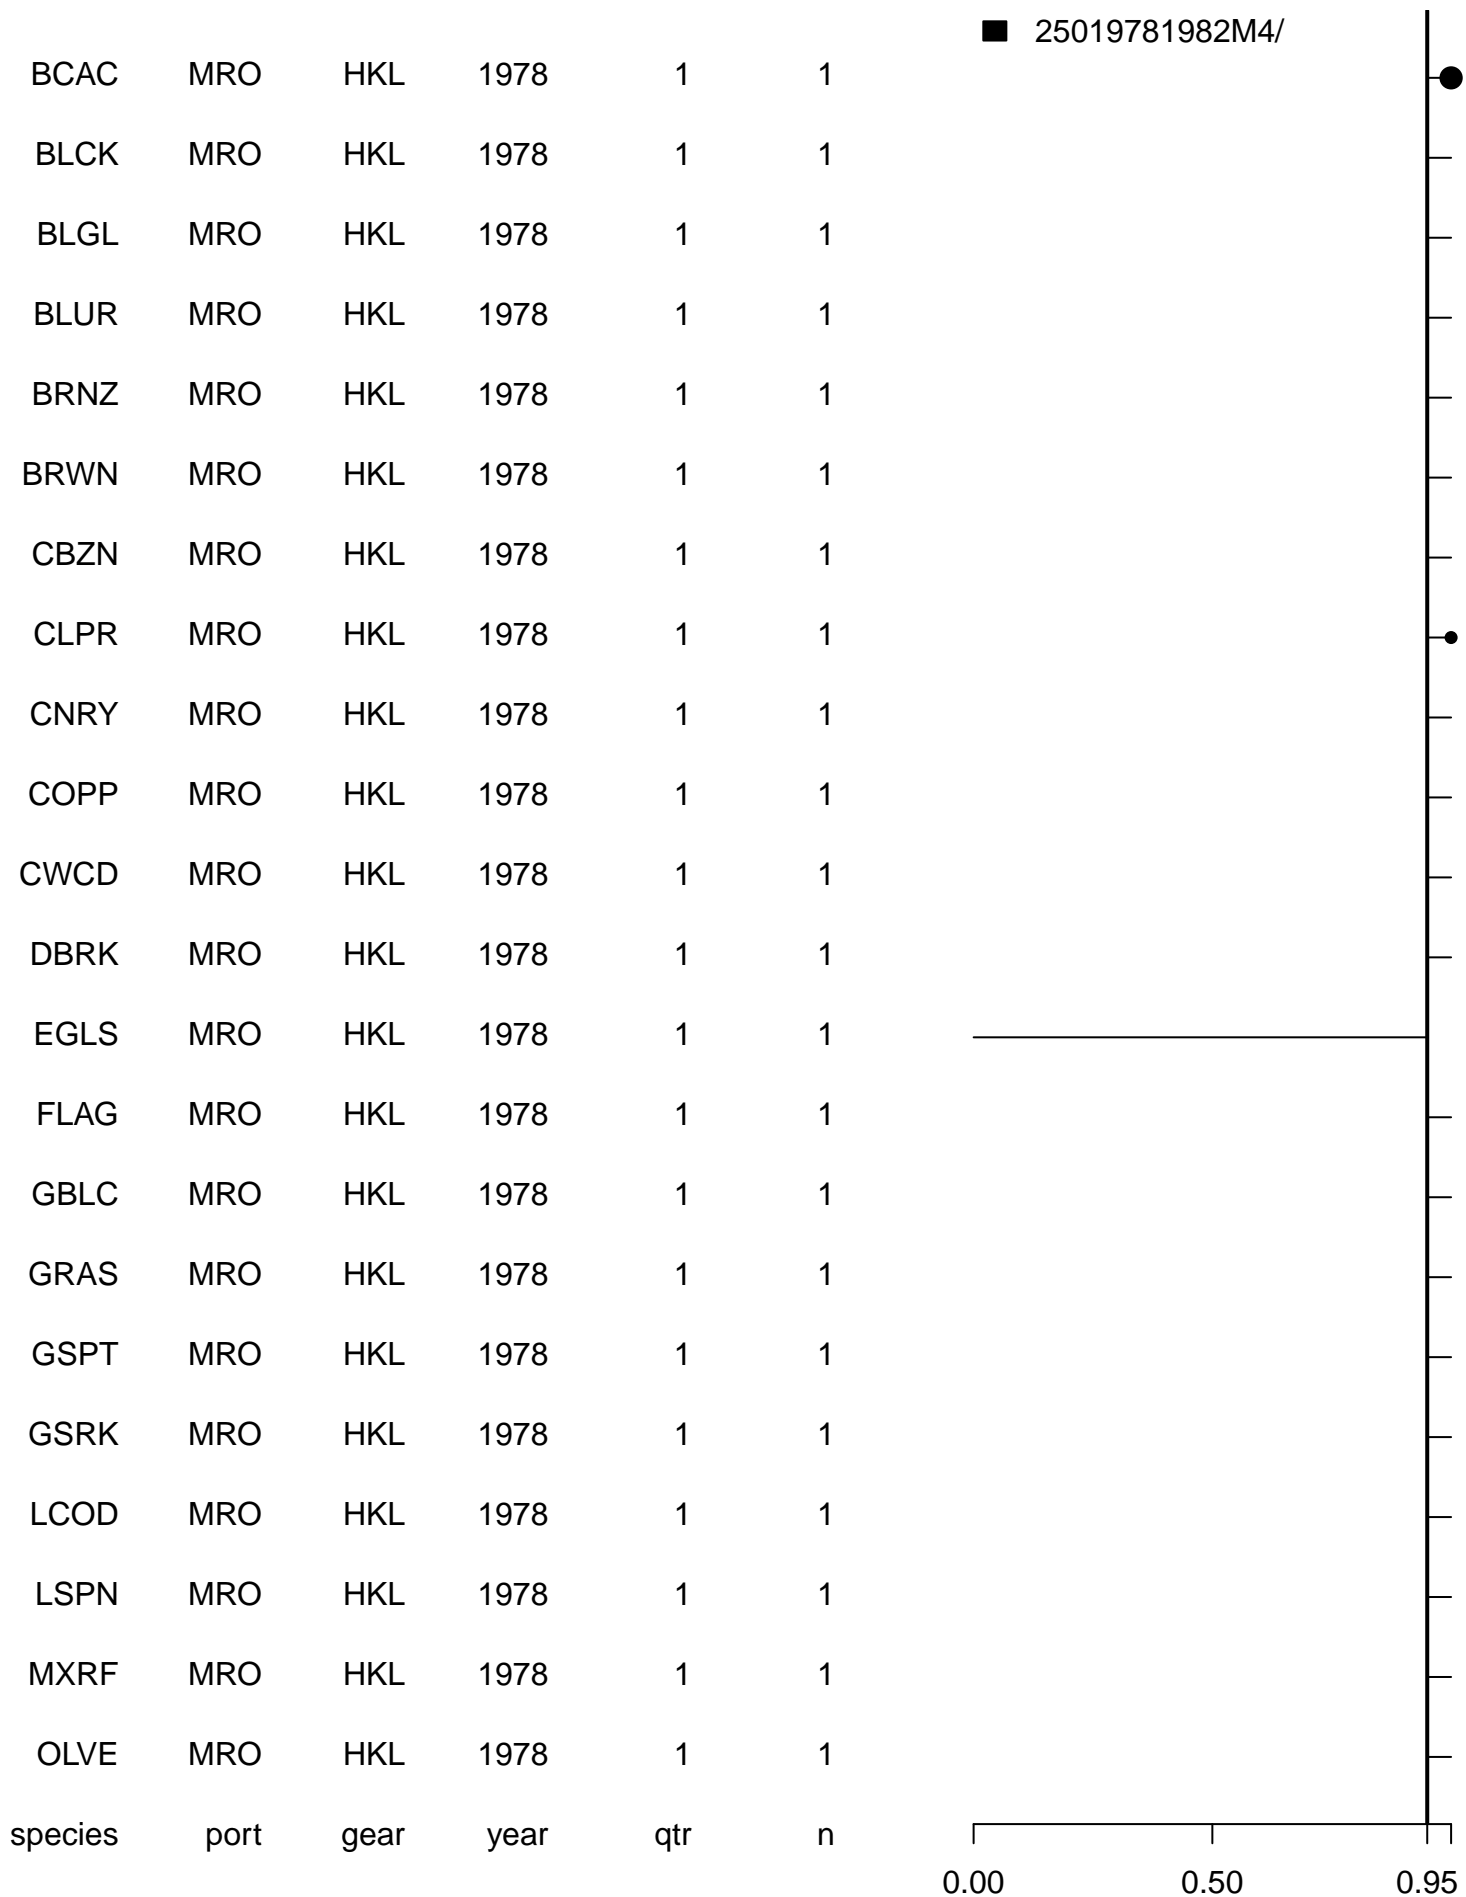 25019781982M4/
BCAC MRO HKL 1978 1 1
BLCK MRO HKL 1978 1 1
BLGL MRO HKL 1978 1 1
BLUR MRO HKL 1978 1 1
BRNZ MRO HKL 1978 1 1
BRWN MRO HKL 1978 1 1
CBZN MRO HKL 1978 1 1
CLPR MRO HKL 1978 1 1
CNRY MRO HKL 1978 1 1
COPP MRO HKL 1978 1 1
CWCD MRO HKL 1978 1 1
DBRK MRO HKL 1978 1 1
EGLS MRO HKL 1978 1 1
FLAG MRO HKL 1978 1 1
GBLC MRO HKL 1978 1 1
GRAS MRO HKL 1978 1 1
GSPT MRO HKL 1978 1 1
GSRK MRO HKL 1978 1 1
LCOD MRO HKL 1978 1 1
LSPN MRO HKL 1978 1 1
MXRF MRO HKL 1978 1 1
OLVE MRO HKL 1978 1 1
species port gear year qtr n
0.00 0.50 0.95